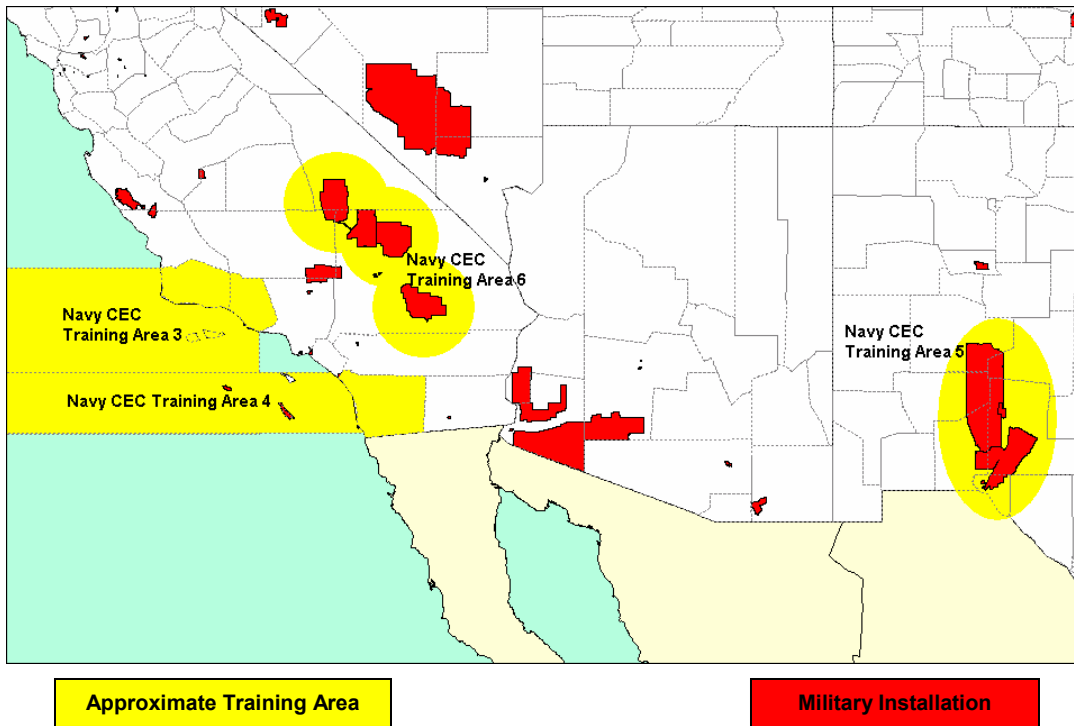 Navy CEC
Training Area 6
Navy CEC
Training Area 3
Navy CEC
Training Area 5
Navy CEC Training Area 4
Approximate Training Area
Military Installation